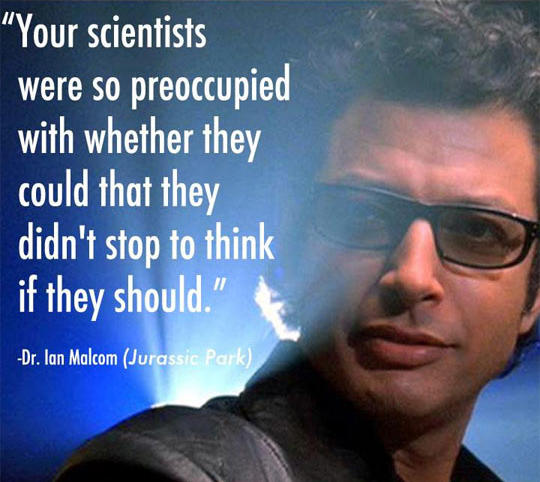 “Your scientists
were so preoccupied
with whether they
could that they
didn't stop to think
if they should.”
-Dr. Ian Malcom (Jurassic Park)